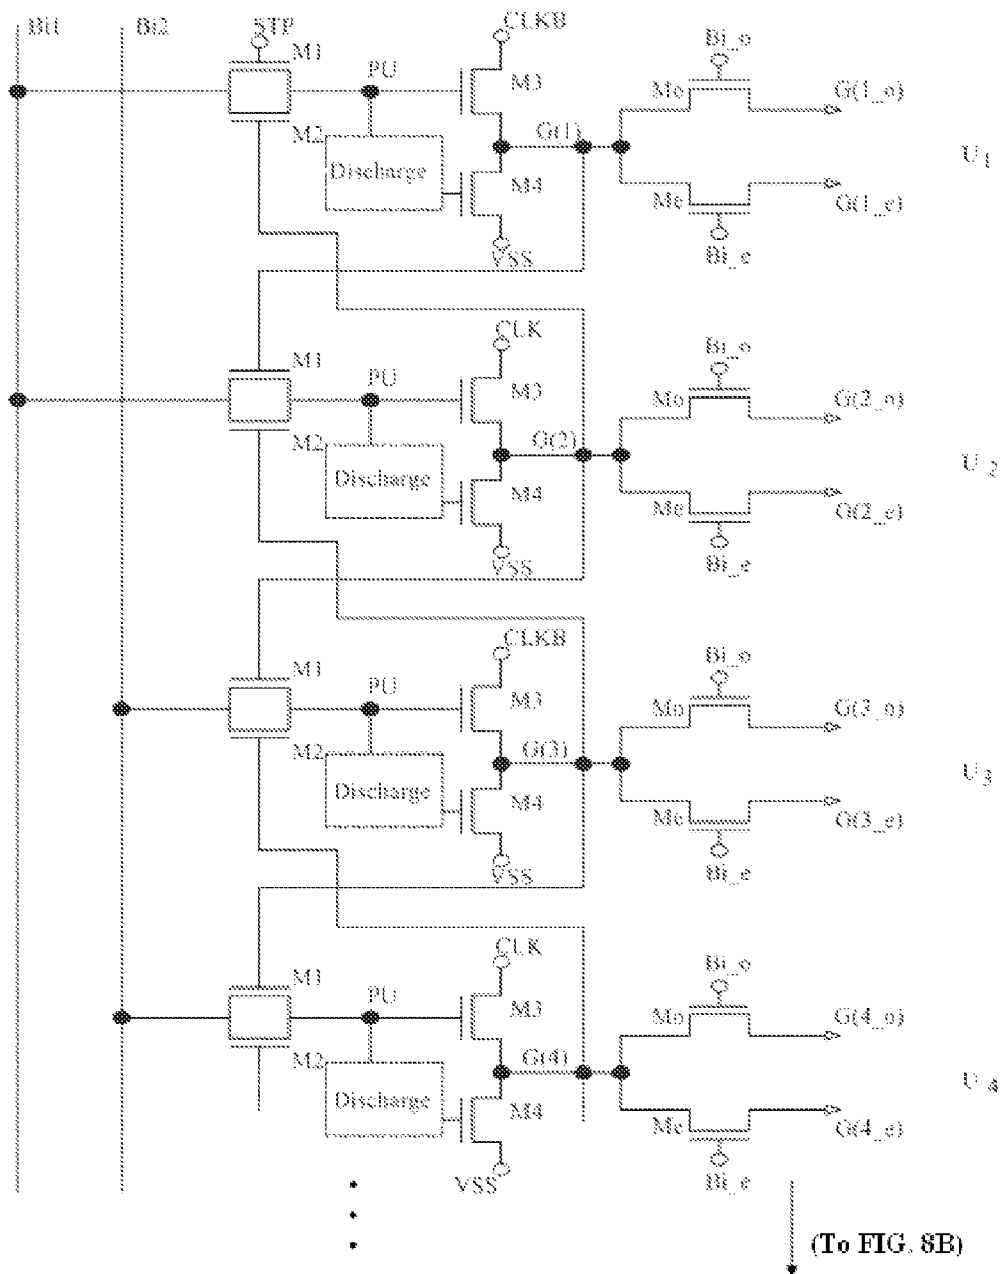 Bi1 Bi2 STP CLKB
M1 PU M3 Bi_o
Mo G(1_o)
M2 G(1) U1
Discharge M4
Me G(1_e)
VSS Bi_e
CLK
M1 PU M3 Bi_o
Mo G(2_o)
M2 G(2) U2
Discharge M4
Me G(2_e)
VSS Bi_e
CLKB
M1 PU M3 Bi_o
Mo G(3_o)
M2 G(3) U3
Discharge M4
Me G(3_e)
VSS Bi_e
CLK
M1 PU M3 Bi_o
Mo G(4_o)
M2 G(4) U4
Discharge M4
Me G(4_e)
VSS Bi_e
(To FIG. 8B)